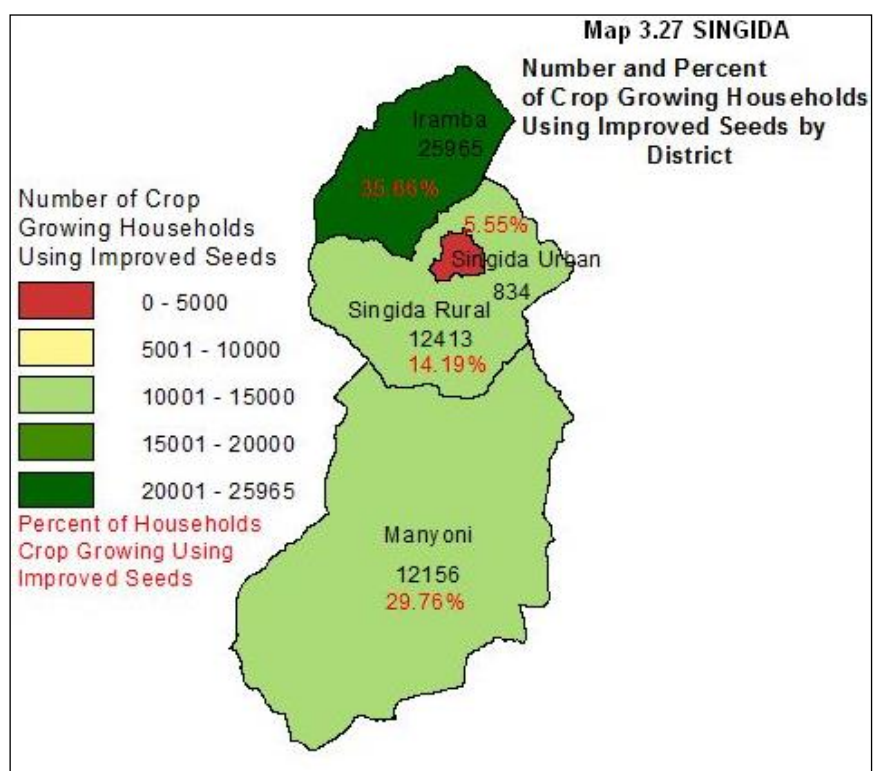 Map 3.27 SINGIDA
Number and Percent
of Crop Growing Households
Using Improved Seeds by
District
Iramba
25965
35.66%
5.55%
Singida Urban
834
Singida Rural
12413
14.19%
Manyoni
12156
29.76%
Number of Crop
Growing Households
Using Improved Seeds
0 - 5000
5001 - 10000
10001 - 15000
15001 - 20000
20001 - 25965
Percent of Households
Crop Growing Using
Improved Seeds